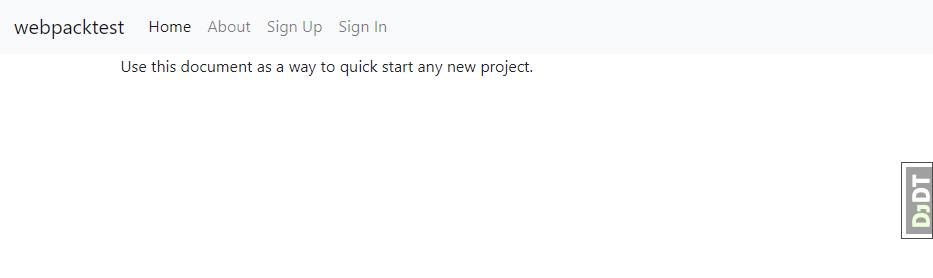 webpacktest Home About Sign Up Sign In
Use this document as a way to quick start any new project.
DJDT